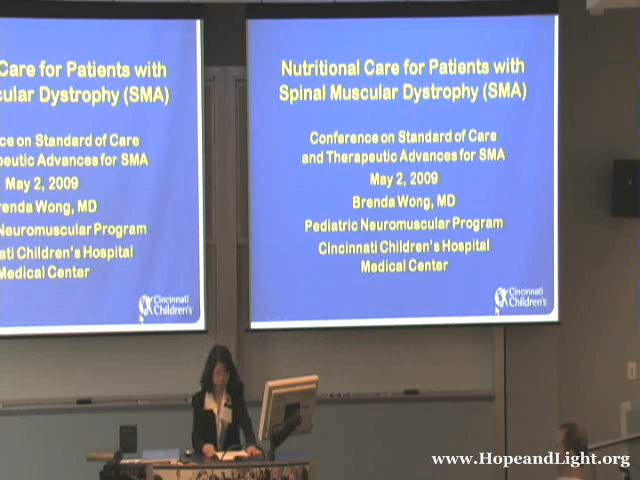 Care for Patients with
cular Dystrophy (SMA)
ce on Standard of Care
peutic Advances for SMA
May 2, 2009
renda Wong, MD
Neuromuscular Program
ati Children's Hospital
Medical Center
Cincinnati
Children's
Nutritional Care for Patients with
Spinal Muscular Dystrophy (SMA)
Conference on Standard of Care
and Therapeutic Advances for SMA
May 2, 2009
Brenda Wong, MD
Pediatric Neuromuscular Program
Cincinnati Children's Hospital
Medical Center
Cincinnati
Children's
www.HopeandLight.org